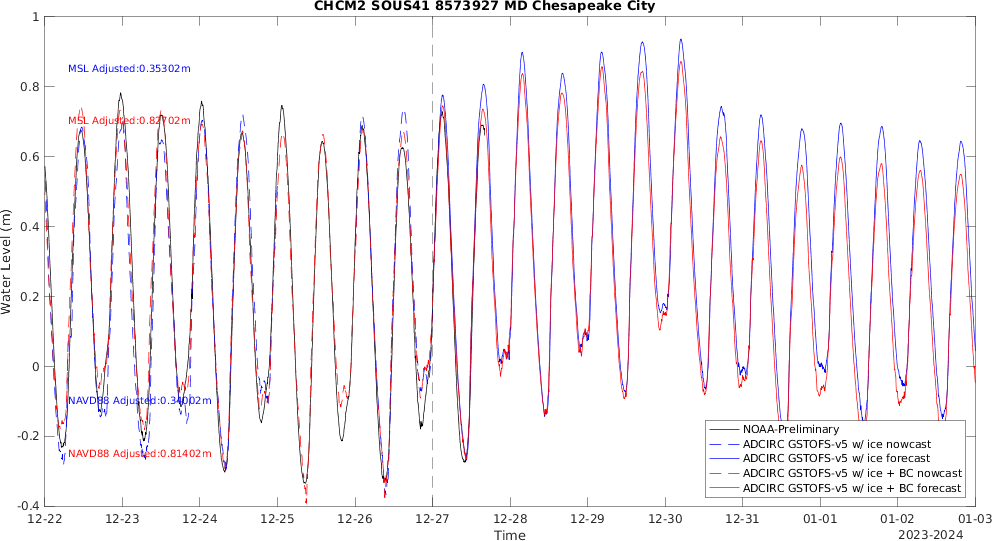 CHCM2 SOUS41 8573927 MD Chesapeake City
1
0.8
0.6
0.4
0.2
0
-0.2
-0.4
Water Level (m)
MSL Adjusted:0.35302m
MSL Adjusted:0.82702m
NAVD88 Adjusted:0.34002m
NAVD88 Adjusted:0.81402m
NOAA-Preliminary
ADCIRC GSTOFS-v5 w/ ice nowcast
ADCIRC GSTOFS-v5 w/ ice forecast
ADCIRC GSTOFS-v5 w/ ice + BC nowcast
ADCIRC GSTOFS-v5 w/ ice + BC forecast
12-22 12-23 12-24 12-25 12-26 12-27 12-28 12-29 12-30 12-31 01-01 01-02 01-03
Time
2023-2024